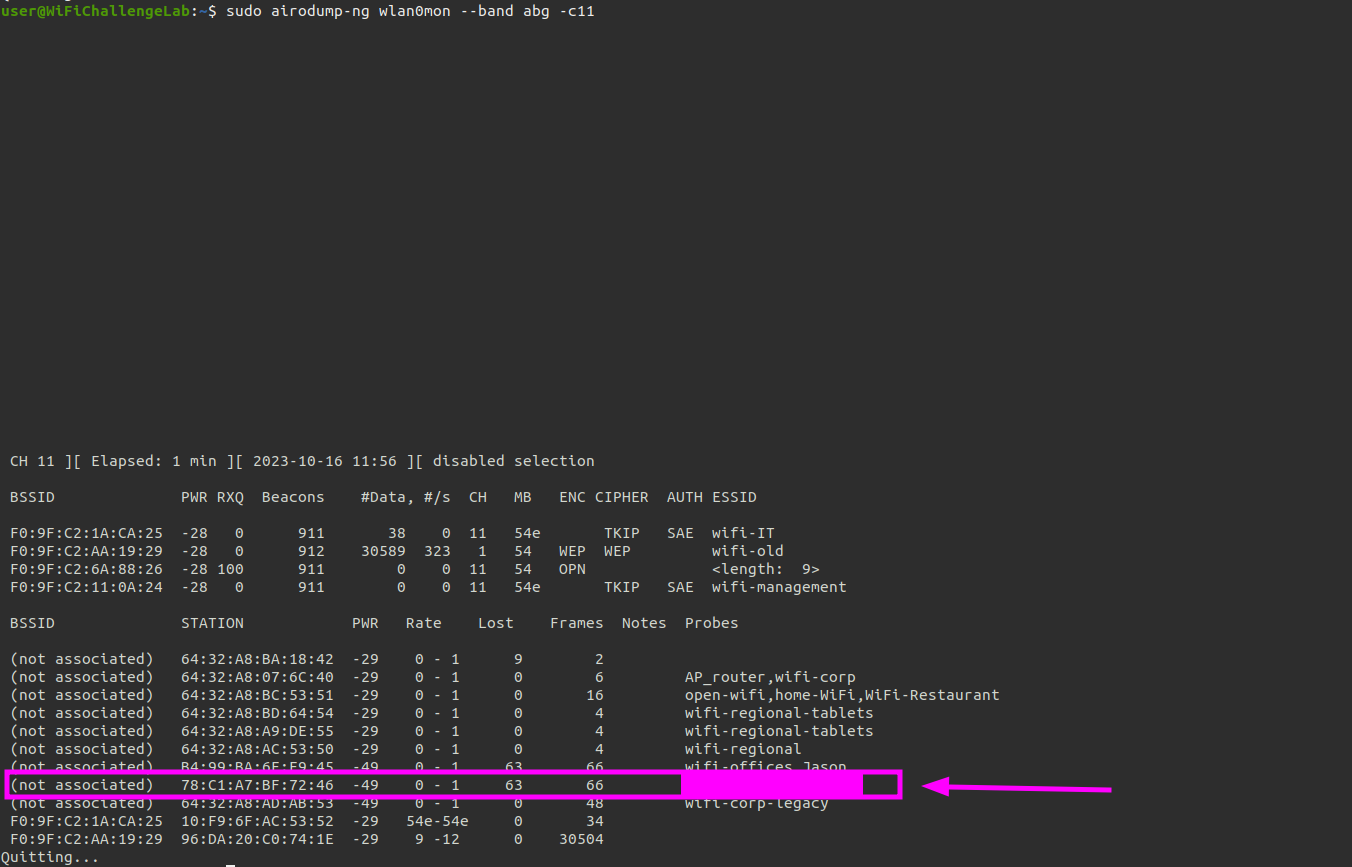 user@WiFiChallengeLab:~$ sudo airodump-ng wlan0mon --band abg -c11
CH 11 ][ Elapsed: 1 min ][ 2023-10-16 11:56 ][ disabled selection
BSSID PWR RXQ Beacons #Data, #/s CH MB ENC CIPHER AUTH ESSID
F0:9F:C2:1A:CA:25 -28 0 911 38 0 11 54e TKIP SAE wifi-IT
F0:9F:C2:AA:19:29 -28 0 912 30589 323 1 54 WEP WEP wifi-old
F0:9F:C2:6A:88:26 -28 100 911 0 0 11 54 OPN <length: 9>
F0:9F:C2:11:0A:24 -28 0 911 0 0 11 54e TKIP SAE wifi-management
BSSID STATION PWR Rate Lost Frames Notes Probes
(not associated) 64:32:A8:BA:18:42 -29 0 - 1 9 2
(not associated) 64:32:A8:07:6C:40 -29 0 - 1 0 6 AP_router,wifi-corp
(not associated) 64:32:A8:BC:53:51 -29 0 - 1 0 16 open-wifi,home-WiFi,WiFi-Restaurant
(not associated) 64:32:A8:BD:64:54 -29 0 - 1 0 4 wifi-regional-tablets
(not associated) 64:32:A8:A9:DE:55 -29 0 - 1 0 4 wifi-regional-tablets
(not associated) 64:32:A8:AC:53:50 -29 0 - 1 0 4 wifi-regional
(not associated) -49 0 - 1 63 66 wifi-offices,Jason
(not associated) 78:C1:A7:BF:72:46 -49 0 - 1 63 66
(not associated) 64:32:A8:AD:AB:53 -49 0 - 1 0 48 wifi-corp-legacy
F0:9F:C2:1A:CA:25 10:F9:6F:AC:53:52 -29 54e-54e 0 34
F0:9F:C2:AA:19:29 96:DA:20:C0:74:1E -29 9 -12 0 30504
Quitting...